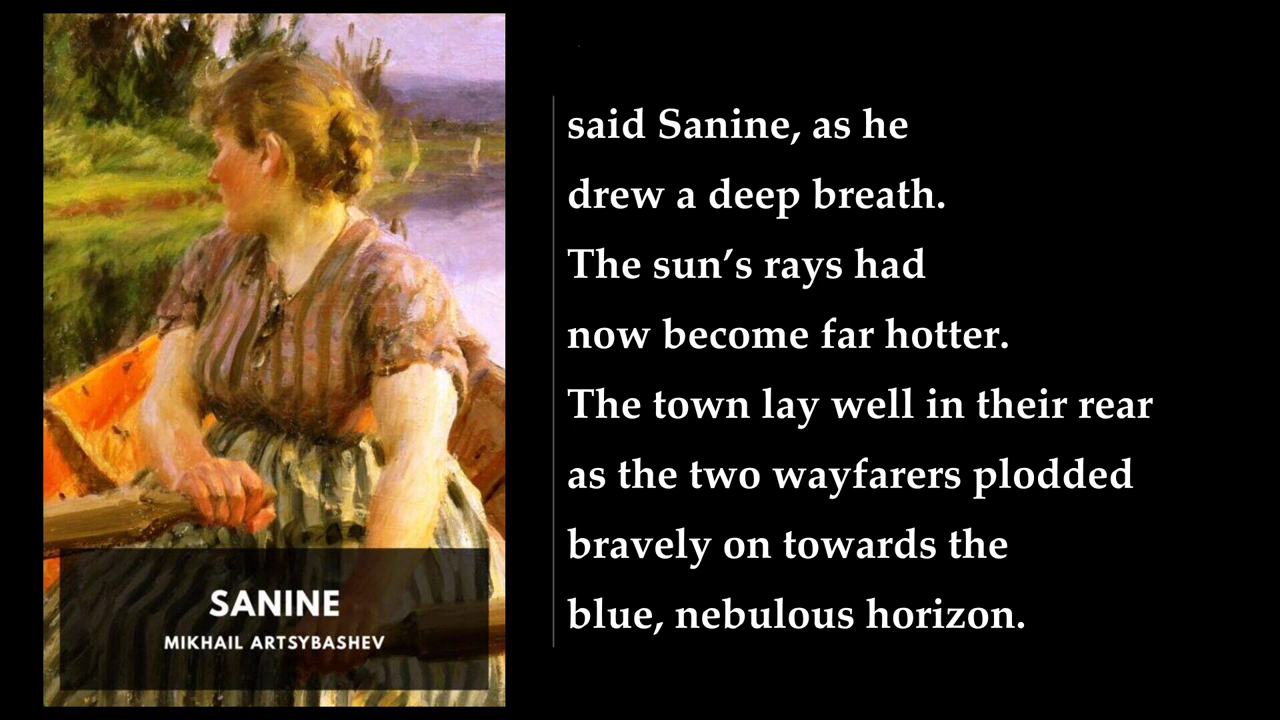 SANINE
MIKHAIL ARTSYBASHEV
said Sanine, as he
drew a deep breath.
The sun’s rays had
now become far hotter.
The town lay well in their rear
as the two wayfarers plodded
bravely on towards the
blue, nebulous horizon.